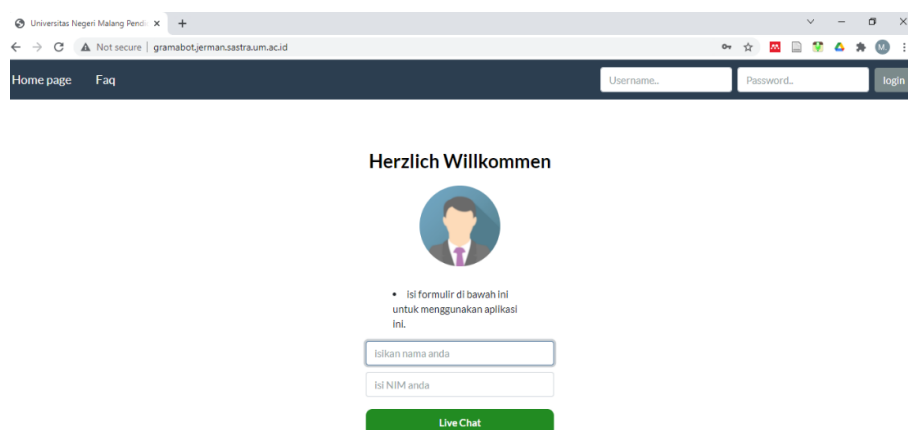 Universitas Negeri Malang Pendi
Not secure | gramabot.jerman.sastra.um.ac.id
M.
Home page Faq Username.. Password.. login
Herzlich Willkommen
isi formulir di bawah ini
untuk menggunakan aplikasi
ini.
isikan nama anda
isi NIM anda
Live Chat